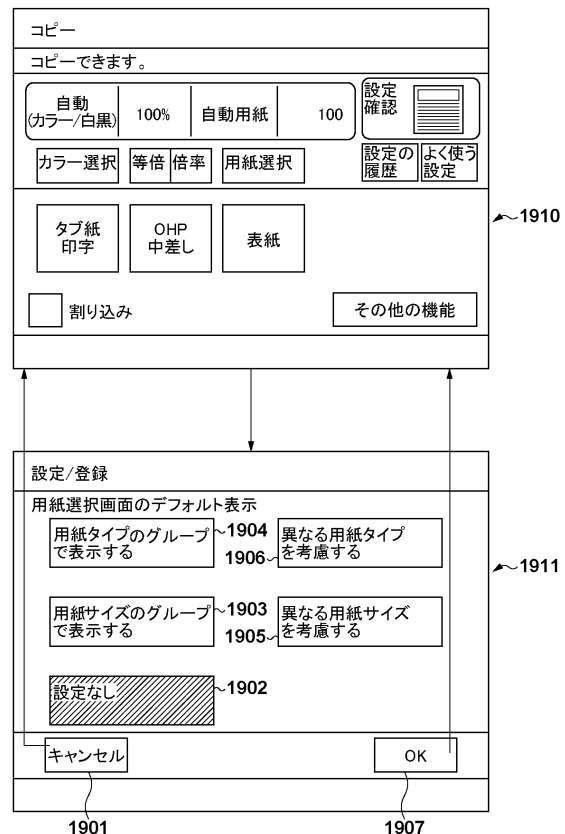 コピー
コピーできます。
自動
(カラー/白黒)
100%
自動用紙
100
設定
確認
カラー選択
等倍
倍率
用紙選択
設定の
履歴
よく使う
設定
1910
タブ紙
印字
OHP
中差し
表紙
割り込み
その他の機能
設定/登録
用紙選択画面のデフォルト表示
用紙タイプのグループ
で表示する
1904
1906
異なる用紙タイプ
を考慮する
1911
用紙サイズのグループ
で表示する
1903
1905
異なる用紙サイズ
を考慮する
設定なし
1902
キャンセル
OK
1901
1907